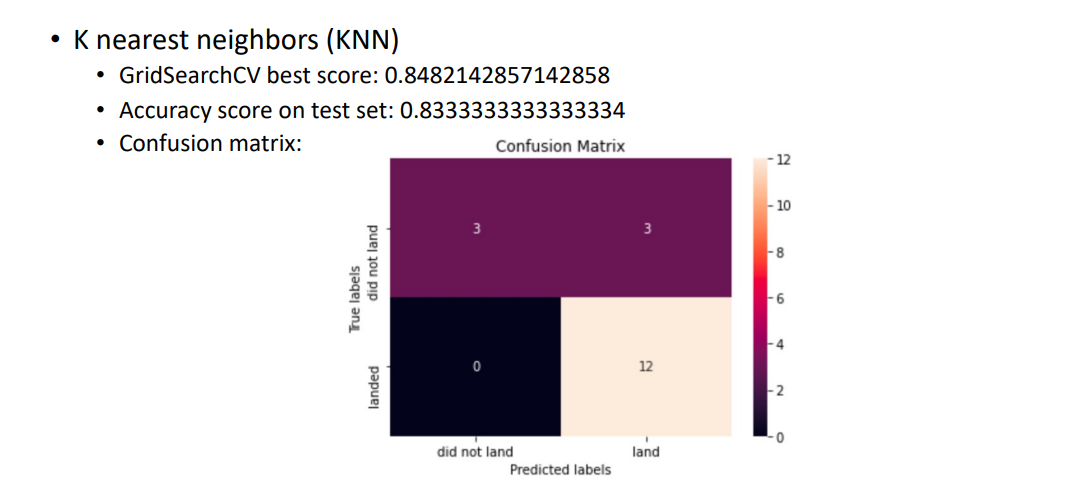 • K nearest neighbors (KNN)
• GridSearchCV best score: 0.8482142857142858
• Accuracy score on test set: 0.8333333333333334
• Confusion matrix:
Confusion Matrix
True labels
did not land
landed
3
3
0
12
did not land
land
Predicted labels
12
10
8
6
4
2
0